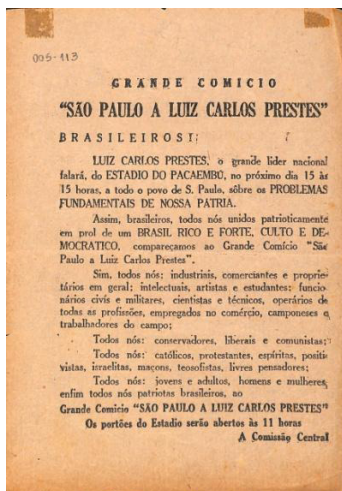 005-113
GRANDE COMICIO
"SÃO PAULO A LUIZ CARLOS PRESTES"
BRASILEIROS!
LUIZ CARLOS PRESTES, o grande lider nacional
falará, do ESTADIO DO PACAEMBÚ, no próximo dia 15 às
15 horas, a todo o povo de S. Paulo, sôbre os PROBLEMAS
FUNDAMENTAIS DE NOSSA PATRIA.
Assim, brasileiros, todos nós unidos patrioticamente
em prol de um BRASIL RICO E FORTE, CULTO E DE-
MOCRATICO, compareçamos ao Grande Comício "São
Paulo a Luiz Carlos Prestes".
Sim, todos nós: industriais, comerciantes e proprie-
tários em geral; intelectuais, artistas e estudantes; funcio-
nários civís e militares, cientistas e técnicos, operários de
todas as profissões, empregados no comércio, camponeses e
trabalhadores do campo;
Todos nós: conservadores, liberais e comunistas;
Todos nós: católicos, protestantes, espíritas, positi-
vistas, israelitas, maçons, teosofistas, livres pensadores;
Todos nós: jovens e adultos, homens e mulheres,
enfim todos nós patriotas brasileiros, ao
Grande Comicio "SÃO PAULO A LUIZ CARLOS PRESTES"
Os portões do Estadio serão abertos às 11 horas
A Comissão Central